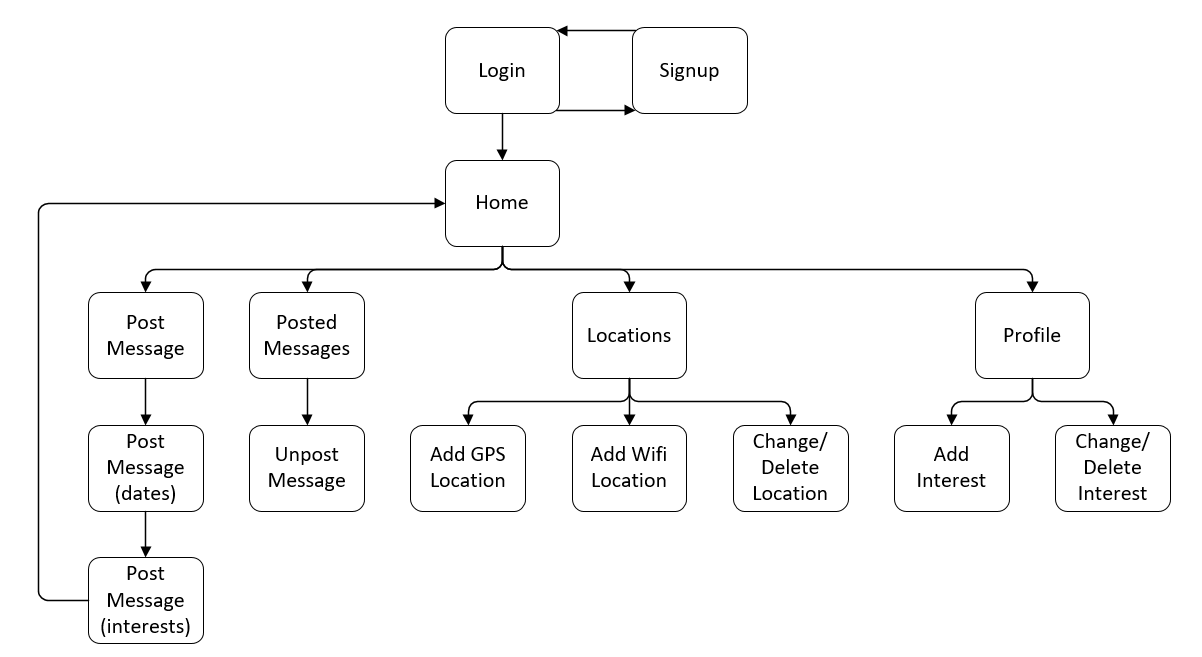 Login
Signup
Home
Post
Message
Posted
Messages
Locations
Profile
Post
Message
(dates)
Unpost
Message
Add GPS
Location
Add Wifi
Location
Change/
Delete
Location
Add
Interest
Change/
Delete
Interest
Post
Message
(interests)